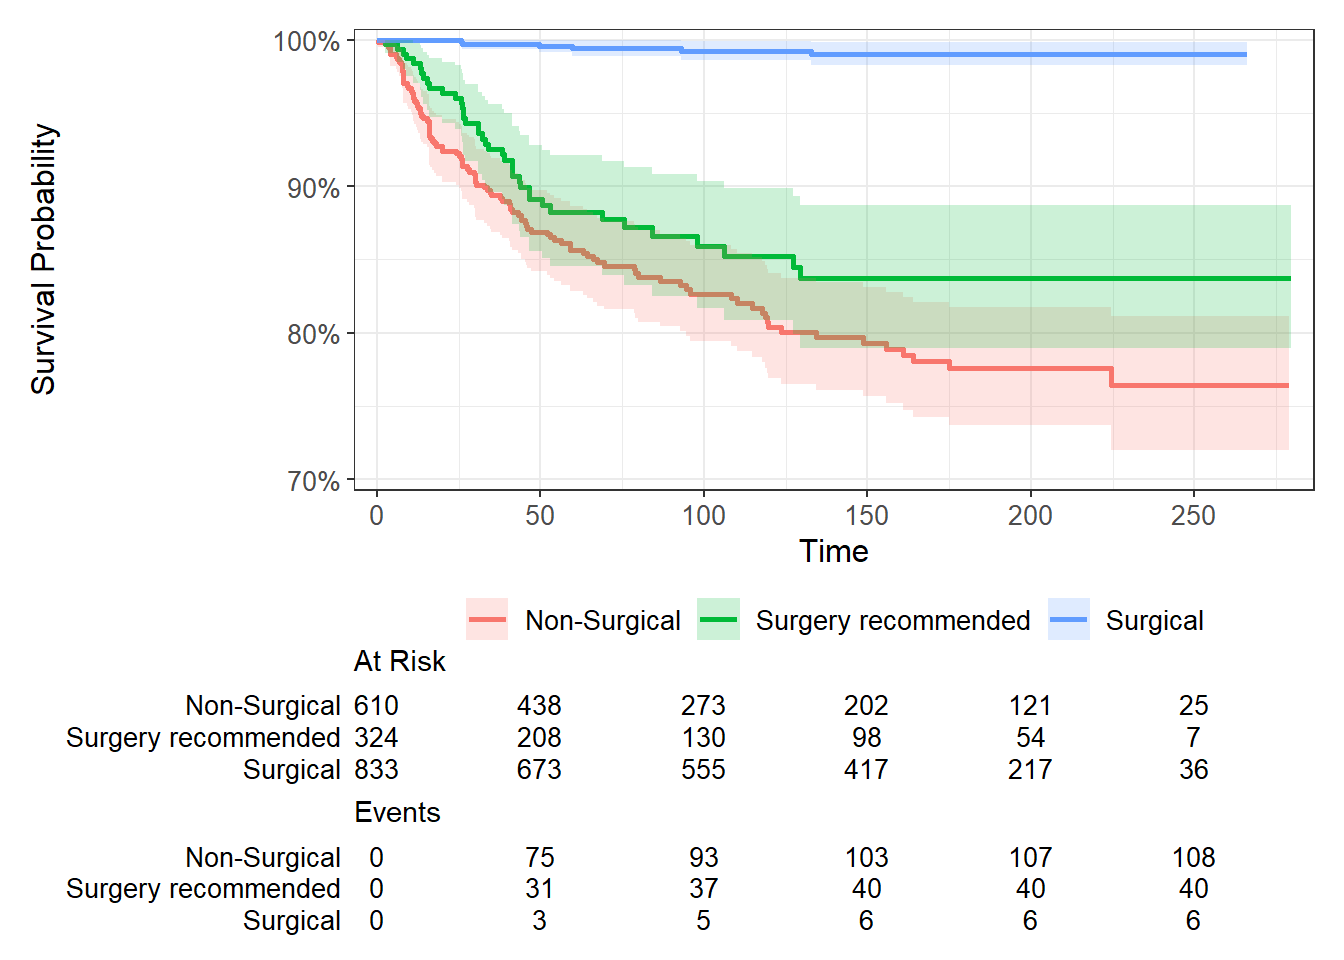 100%
90%
80%
70%
Survival Probability
0 50 100 150 200 250
Time
Non-Surgical Surgery recommended Surgical
At Risk
Non-Surgical 610 438 273 202 121 25
Surgery recommended 324 208 130 98 54 7
Surgical 833 673 555 417 217 36
Events
Non-Surgical 0 75 93 103 107 108
Surgery recommended 0 31 37 40 40 40
Surgical 0 3 5 6 6 6